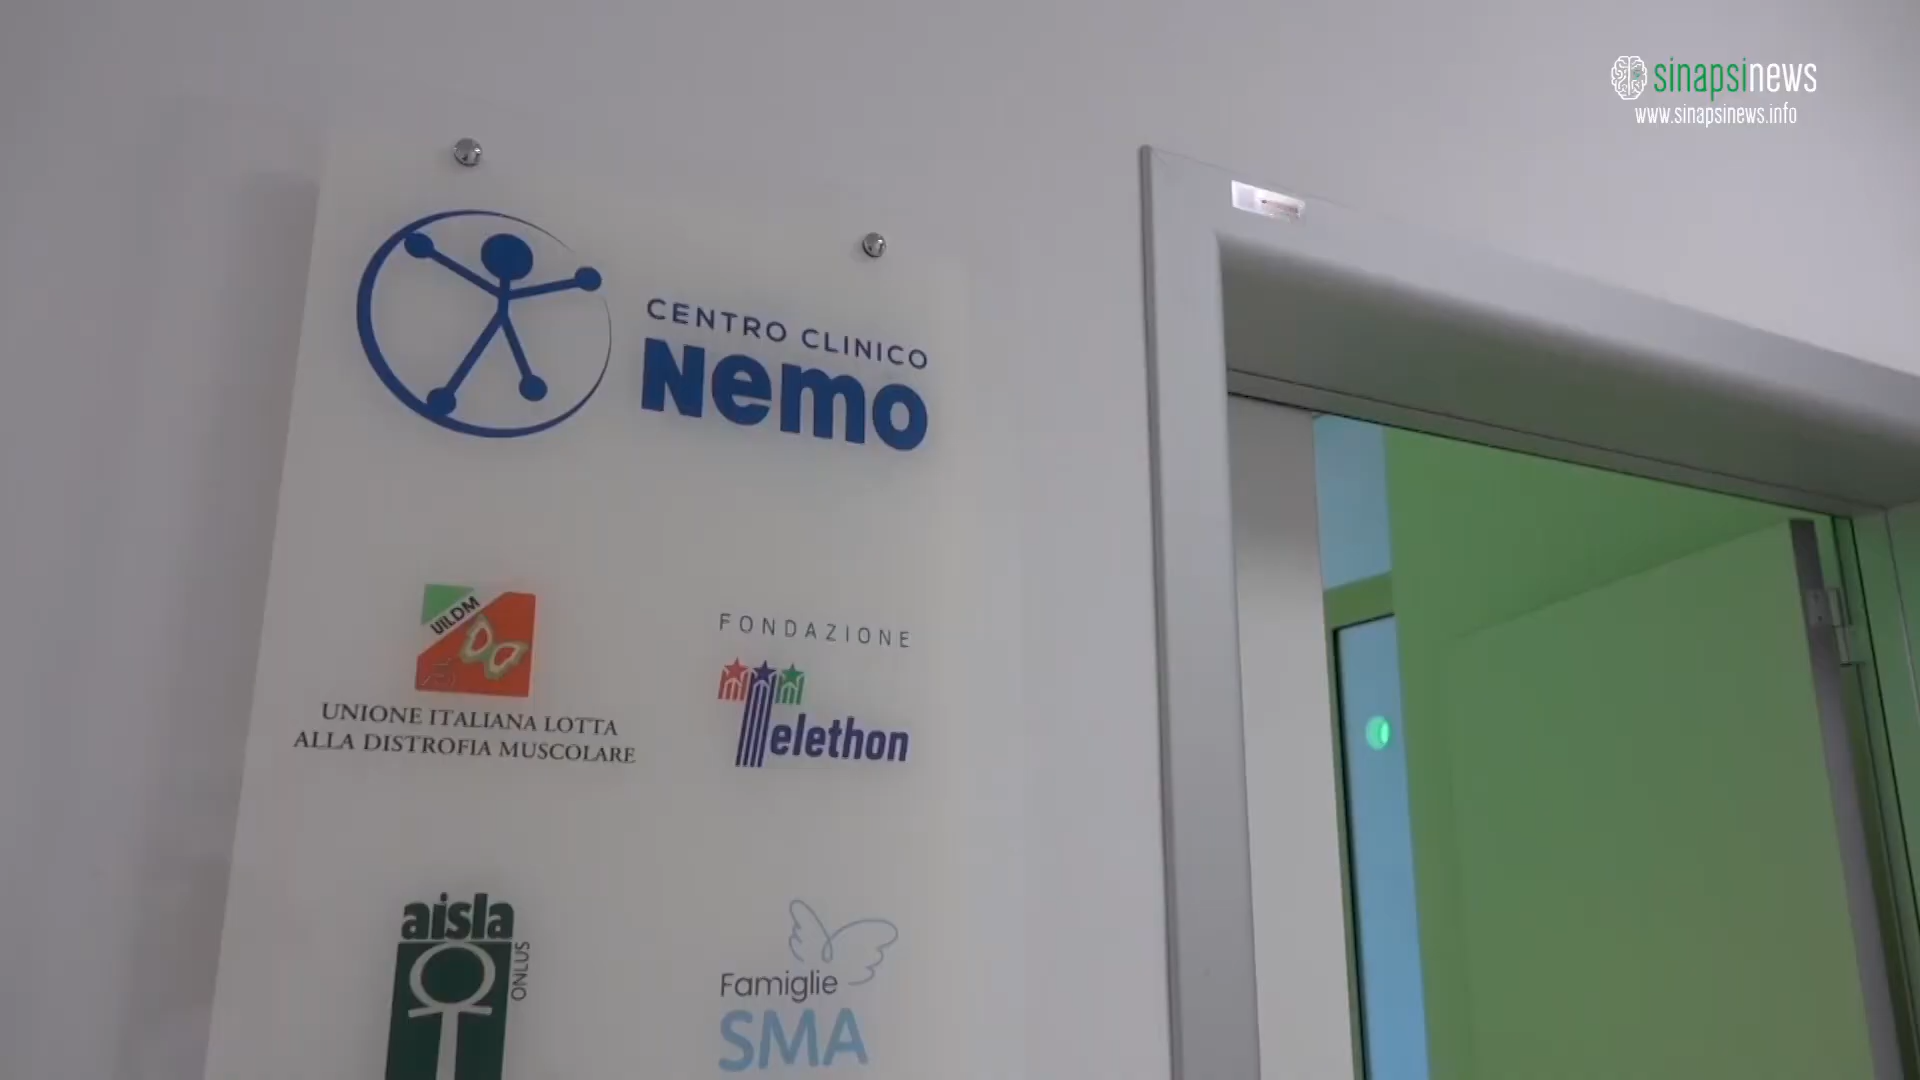 sinapsinews
www.sinapsinews.info
CENTRO CLINICO
Nemo
UILDM
UNIONE ITALIANA LOTTA
ALLA DISTROFIA MUSCOLARE
FONDAZIONE
Telethon
aisla
ONLUS
Famiglie
SMA